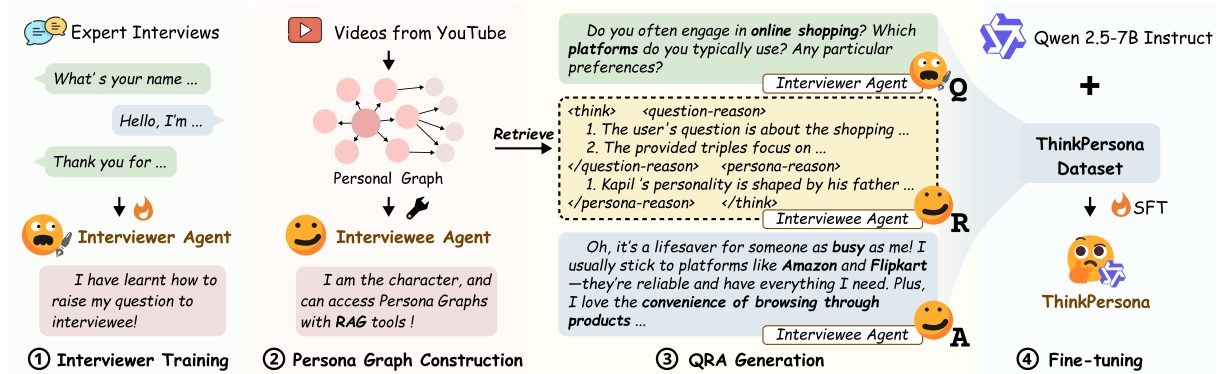 Expert Interviews
What's your name ...
Hello, I'm ...
Thank you for ...
Interviewer Agent
I have learnt how to
raise my question to
interviewee!
① Interviewer Training
Videos from YouTube
Personal Graph
Interviewee Agent
I am the character, and
can access Persona Graphs
with RAG tools !
② Persona Graph Construction
Retrieve
Do you often engage in online shopping? Which
platforms do you typically use? Any particular
preferences?
Interviewer Agent
Q
<think> <question-reason>
1. The user's question is about the shopping ...
2. The provided triples focus on ...
</question-reason> <persona-reason>
1. Kapil 's personality is shaped by his father ...
</persona-reason> </think>
Interviewee Agent
R
Oh, it's a lifesaver for someone as busy as me! I
usually stick to platforms like Amazon and Flipkart
—they're reliable and have everything I need. Plus,
I love the convenience of browsing through
products ...
Interviewee Agent
A
③ QRA Generation
Qwen 2.5-7B Instruct
+
ThinkPersona
Dataset
SFT
ThinkPersona
④ Fine-tuning